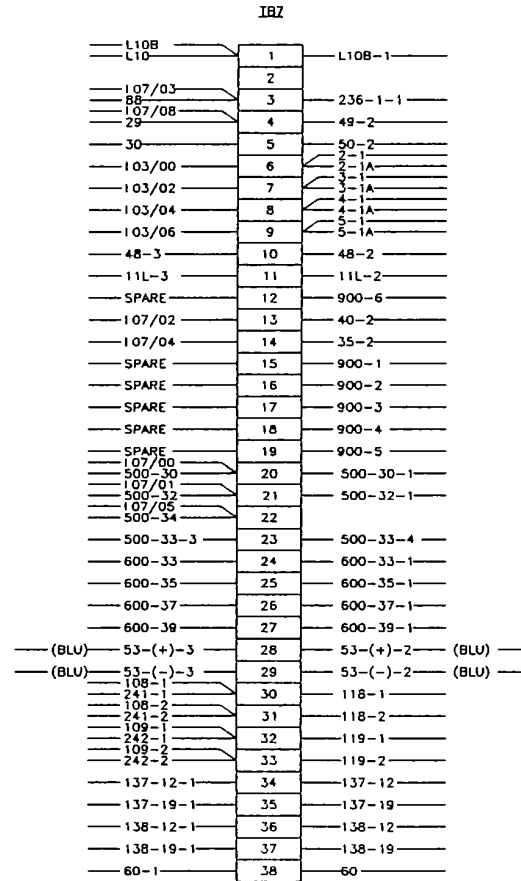 TB7
L10B
L10 1 L10B-1
2
107/03
88 3 236-1-1
107/08
29 4 49-2
30 5 50-2
2-1
103/00 6 2-1A
3-1
103/02 7 3-1A
4-1
103/04 8 4-1A
5-1
103/06 9 5-1A
48-3 10 48-2
11L-3 11 11L-2
SPARE 12 900-6
107/02 13 40-2
107/04 14 35-2
SPARE 15 900-1
SPARE 16 900-2
SPARE 17 900-3
SPARE 18 900-4
SPARE 19 900-5
107/00
500-30 20 500-30-1
107/01
500-32 21 500-32-1
107/05
500-34 22
500-33-3 23 500-33-4
600-33 24 600-33-1
600-35 25 600-35-1
600-37 26 600-37-1
600-39 27 600-39-1
(BLU) 53-(+)-3 28 53-(+)-2 (BLU)
(BLU) 53-(-)-3 29 53-(-)-2 (BLU)
108-1
241-1 30 118-1
108-2
241-2 31 118-2
109-1
242-1 32 119-1
109-2
242-2 33 119-2
137-12-1 34 137-12
137-19-1 35 137-19
138-12-1 36 138-12
138-19-1 37 138-19
60-1 38 60